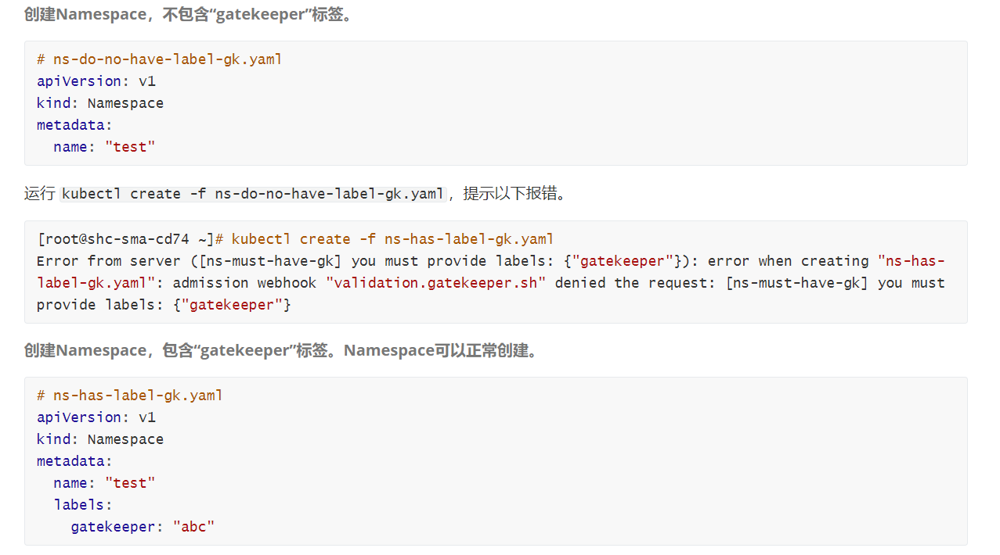 创建Namespace，不包含“gatekeeper”标签。
# ns-do-no-have-label-gk.yaml
apiVersion: v1
kind: Namespace
metadata:
  name: "test"
运行 kubectl create -f ns-do-no-have-label-gk.yaml，提示以下报错。
[root@shc-sma-cd74 ~]# kubectl create -f ns-has-label-gk.yaml
Error from server ([ns-must-have-gk] you must provide labels: {"gatekeeper"}): error when creating "ns-has-
label-gk.yaml": admission webhook "validation.gatekeeper.sh" denied the request: [ns-must-have-gk] you must
provide labels: {"gatekeeper"}
创建Namespace，包含“gatekeeper”标签。Namespace可以正常创建。
# ns-has-label-gk.yaml
apiVersion: v1
kind: Namespace
metadata:
  name: "test"
  labels:
    gatekeeper: "abc"